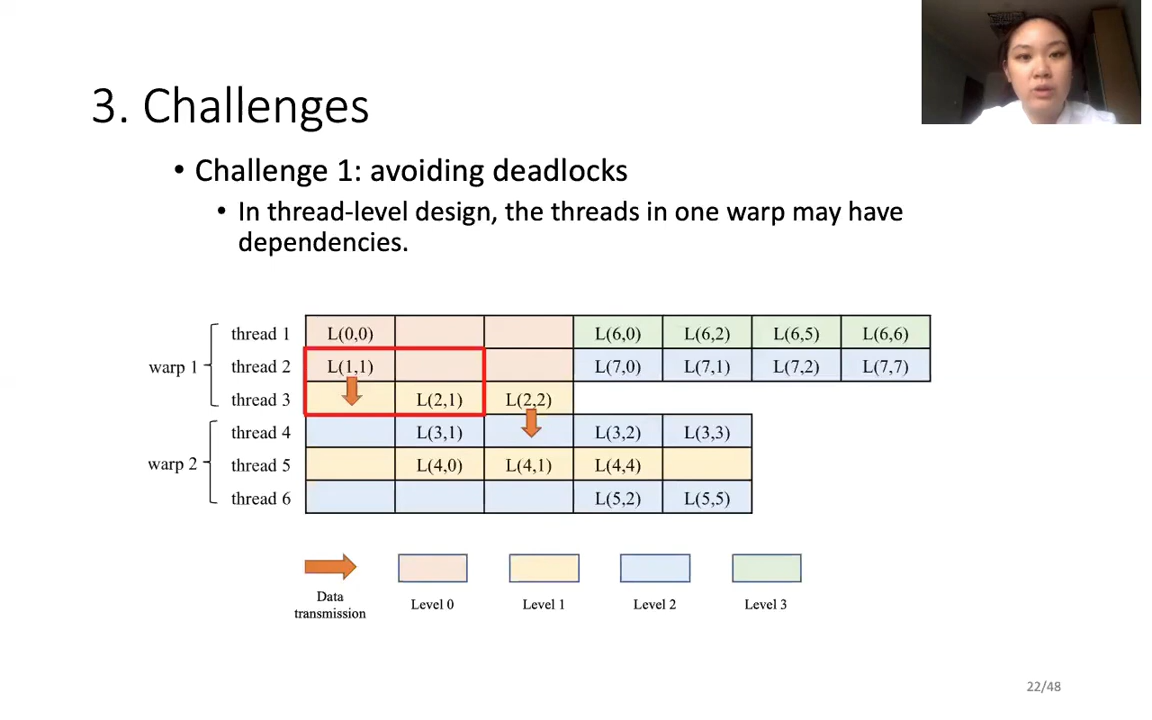 3. Challenges
• Challenge 1: avoiding deadlocks
• In thread-level design, the threads in one warp may have
dependencies.
thread 1 L(0,0) L(6,0) L(6,2) L(6,5) L(6,6)
warp 1 thread 2 L(1,1) L(7,0) L(7,1) L(7,2) L(7,7)
thread 3 L(2,1) L(2,2)
thread 4 L(3,1) L(3,2) L(3,3)
warp 2 thread 5 L(4,0) L(4,1) L(4,4)
thread 6 L(5,2) L(5,5)
Data
transmission
Level 0 Level 1 Level 2 Level 3
22/48